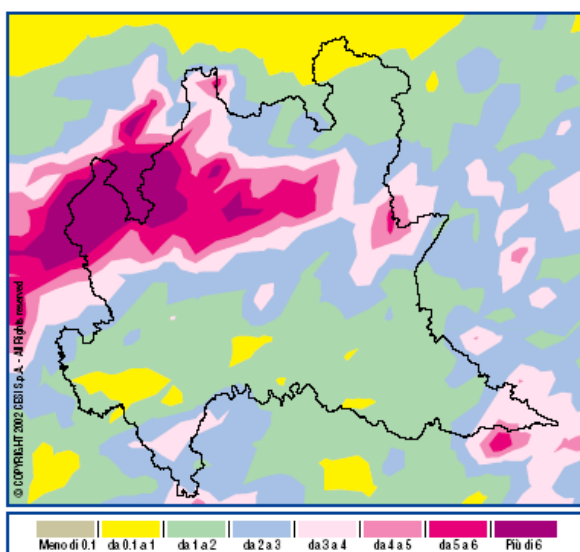 © COPYRIGHT 2002 CESI S.p.A. - All Rights reserved
Meno di 0.1
da 0.1 a 1
da 1 a 2
da 2 a 3
da 3 a 4
da 4 a 5
da 5 a 6
Più di 6